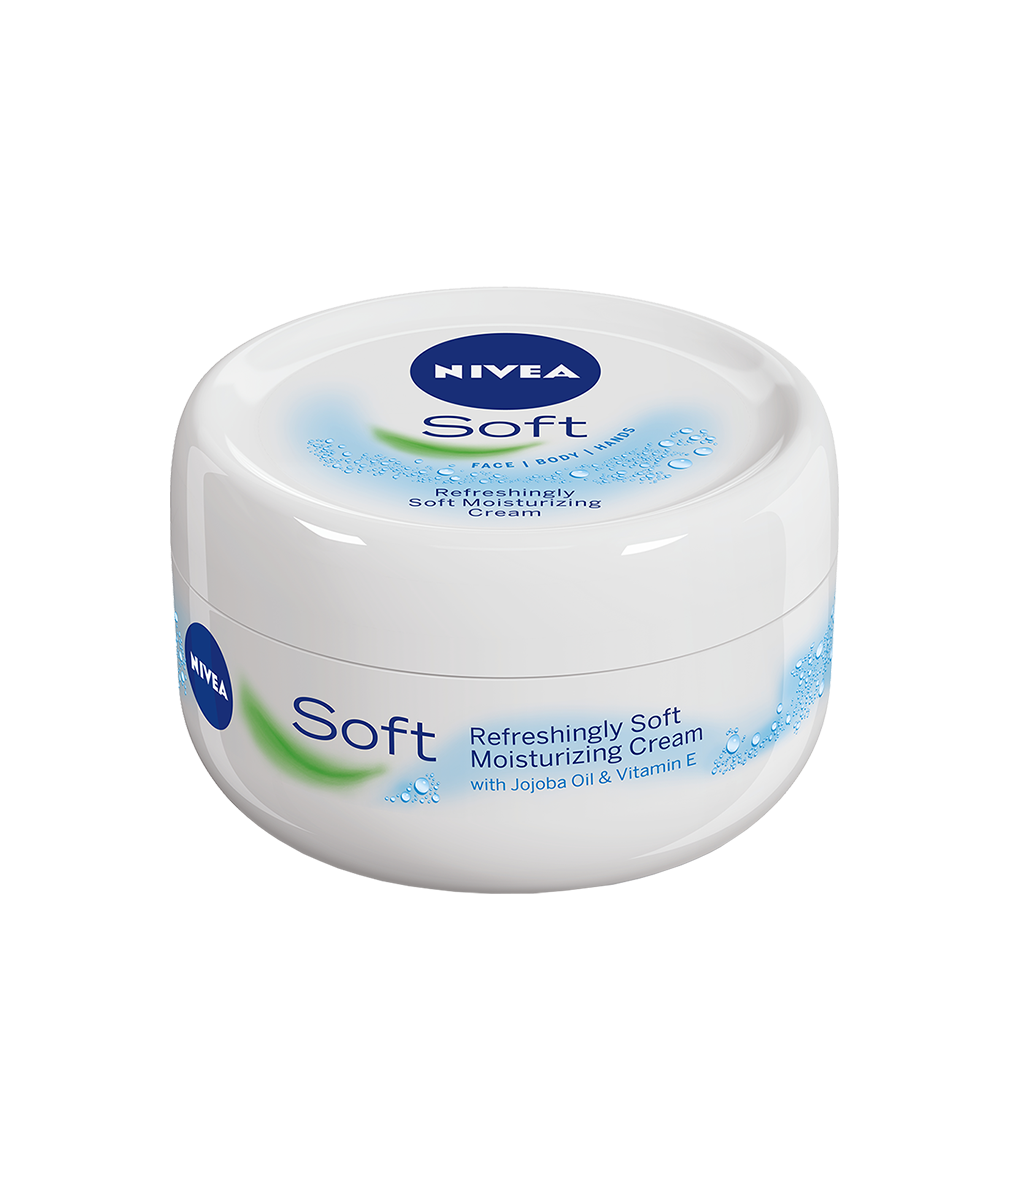 NIVEA
Soft
FACE | BODY | HANDS
Refreshingly
Soft Moisturizing
Cream
NIVEA
Soft
Refreshingly Soft
Moisturizing Cream
with Jojoba Oil & Vitamin E